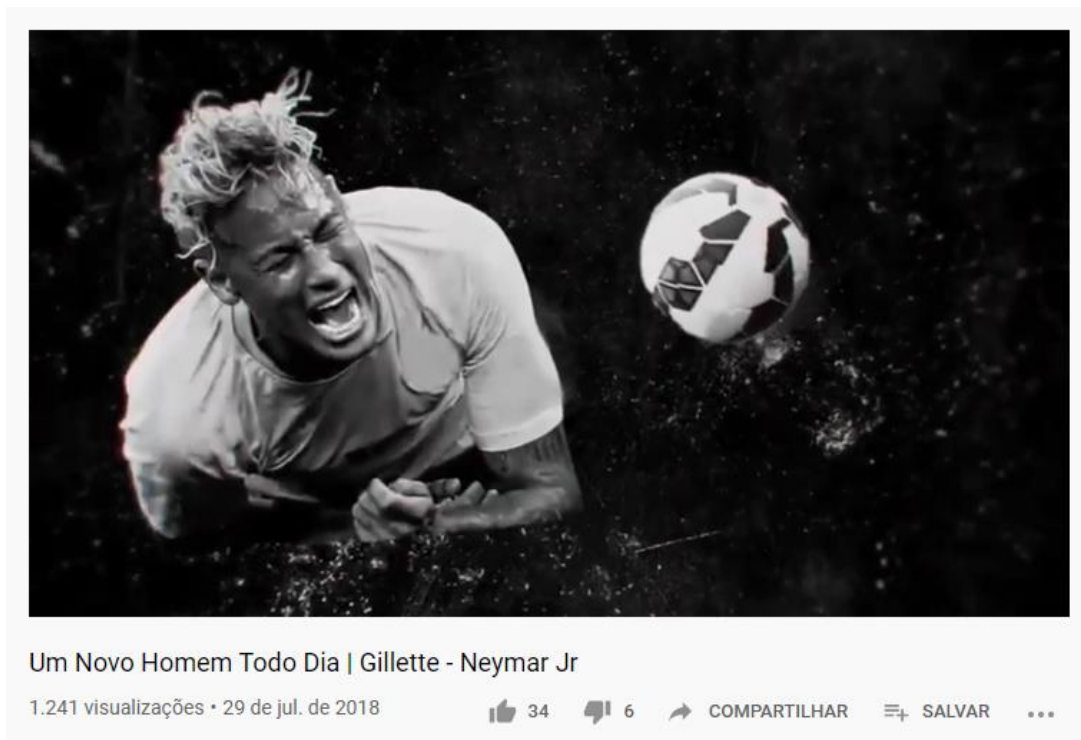 Um Novo Homem Todo Dia | Gillette - Neymar Jr
1.241 visualizações • 29 de jul. de 2018 34 6 COMPARTILHAR SALVAR